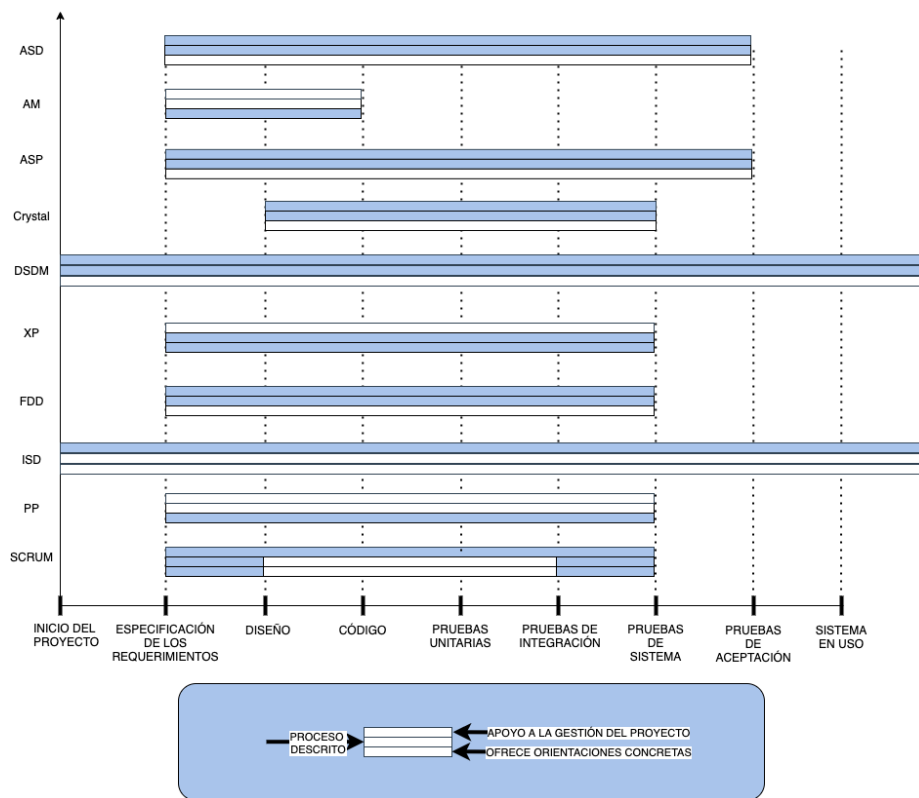 ASD
AM
ASP
Crystal
DSDM
XP
FDD
ISD
PP
SCRUM
INICIO DEL
PROYECTO
ESPECIFICACIÓN
DE LOS
REQUERIMIENTOS
DISEÑO
CÓDIGO
PRUEBAS
UNITARIAS
PRUEBAS DE
INTEGRACIÓN
PRUEBAS
DE
SISTEMA
PRUEBAS
DE
ACEPTACIÓN
SISTEMA
EN USO
PROCESO
DESCRITO
APOYO A LA GESTIÓN DEL PROYECTO
OFRECE ORIENTACIONES CONCRETAS